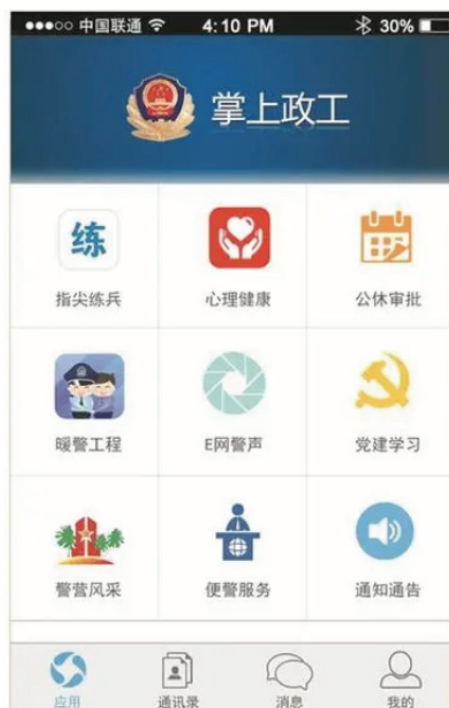 中国联通 4:10 PM 30%
掌上政工
练
指尖练兵 心理健康 公休审批
暖警工程 E网警声 党建学习
警营风采 便警服务 通知通告
应用 通讯录 消息 我的